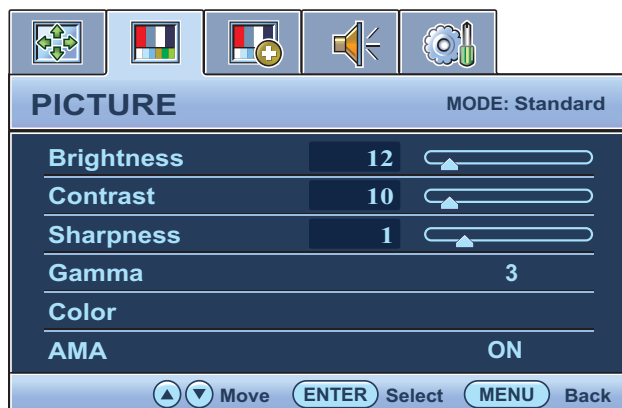 PICTURE MODE: Standard
Brightness 12
Contrast 10
Sharpness 1
Gamma 3
Color
AMA ON
Move ENTER Select MENU Back